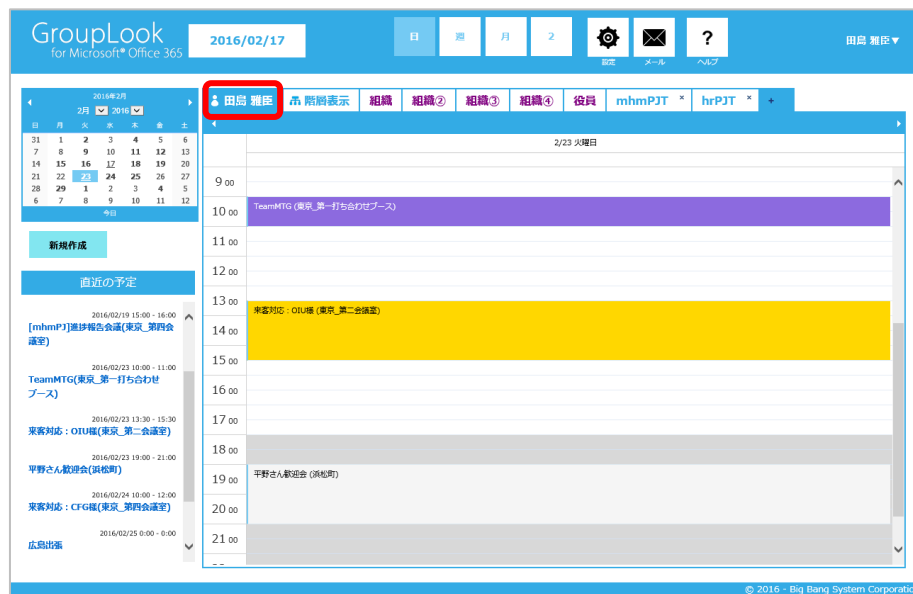 GroupLook
for Microsoft® Office 365
2016/02/17
日 週 月 2
設定 メール ヘルプ
田島 雅臣▼
2016年2月
2月 2016
日 月 火 水 木 金 土
31 1 2 3 4 5 6
7 8 9 10 11 12 13
14 15 16 17 18 19 20
21 22 23 24 25 26 27
28 29 1 2 3 4 5
6 7 8 9 10 11 12
今日
新規作成
直近の予定
2016/02/19 15:00 - 16:00
[mhmPJ]進捗報告会議(東京_第四会
議室)
2016/02/23 10:00 - 11:00
TeamMTG(東京_第一打ち合わせ
ブース)
2016/02/23 13:30 - 15:30
来客対応：OIU様(東京_第二会議室)
2016/02/23 19:00 - 21:00
平野さん歓迎会(浜松町)
2016/02/24 10:00 - 12:00
来客対応：CFG様(東京_第四会議室)
2016/02/25 0:00 - 0:00
広島出張
田島 雅臣 階層表示 組織 組織② 組織③ 組織④ 役員 mhmPJT × hrPJT × +
2/23 火曜日
9 00
10 00 TeamMTG (東京_第一打ち合わせブース)
11 00
12 00
13 00
来客対応：OIU様 (東京_第二会議室)
14 00
15 00
16 00
17 00
18 00
19 00 平野さん歓迎会 (浜松町)
20 00
21 00
© 2016 - Big Bang System Corporatio